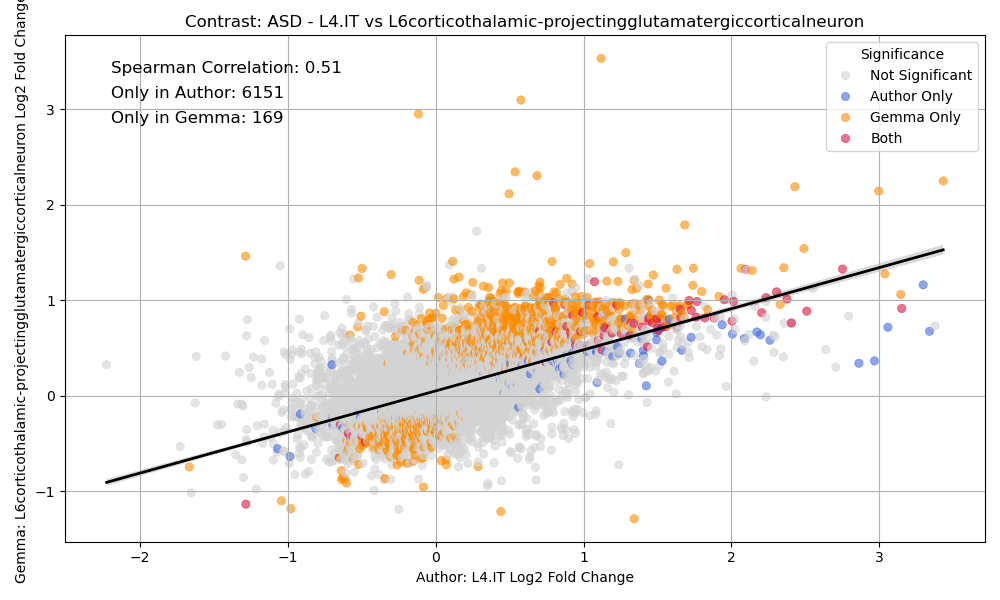 Contrast: ASD - L4.IT vs L6corticothalamic-projectingglutamatergiccorticalneuron
Spearman Correlation: 0.51
Only in Author: 6151
Only in Gemma: 169
Significance
Not Significant
Author Only
Gemma Only
Both
Gemma: L6corticothalamic-projectingglutamatergiccorticalneuron Log2 Fold Change
3
2
1
0
−1
−2
−1
0
1
2
3
Author: L4.IT Log2 Fold Change